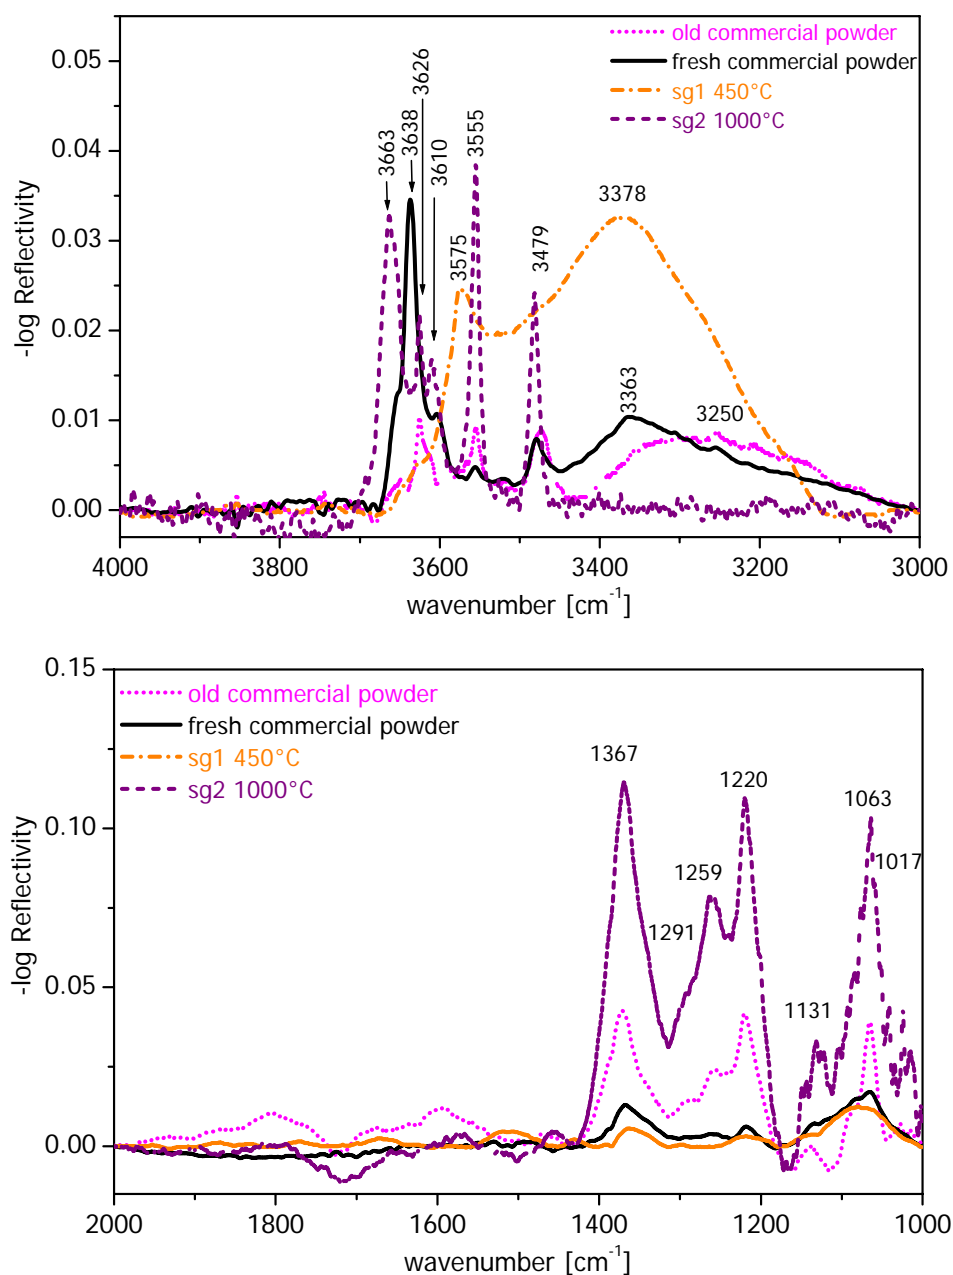 old commercial powder
fresh commercial powder
sg1 450°C
sg2 1000°C
0.05
0.04
0.03
0.02
0.01
0.00
-log Reflectivity
3663
3638
3626
3610
3575
3555
3479
3378
3363
3250
4000 3800 3600 3400 3200 3000
wavenumber [cm⁻¹]
0.15
0.10
0.05
0.00
-log Reflectivity
old commercial powder
fresh commercial powder
sg1 450°C
sg2 1000°C
1367
1291
1259
1220
1131
1063
1017
2000 1800 1600 1400 1200 1000
wavenumber [cm⁻¹]